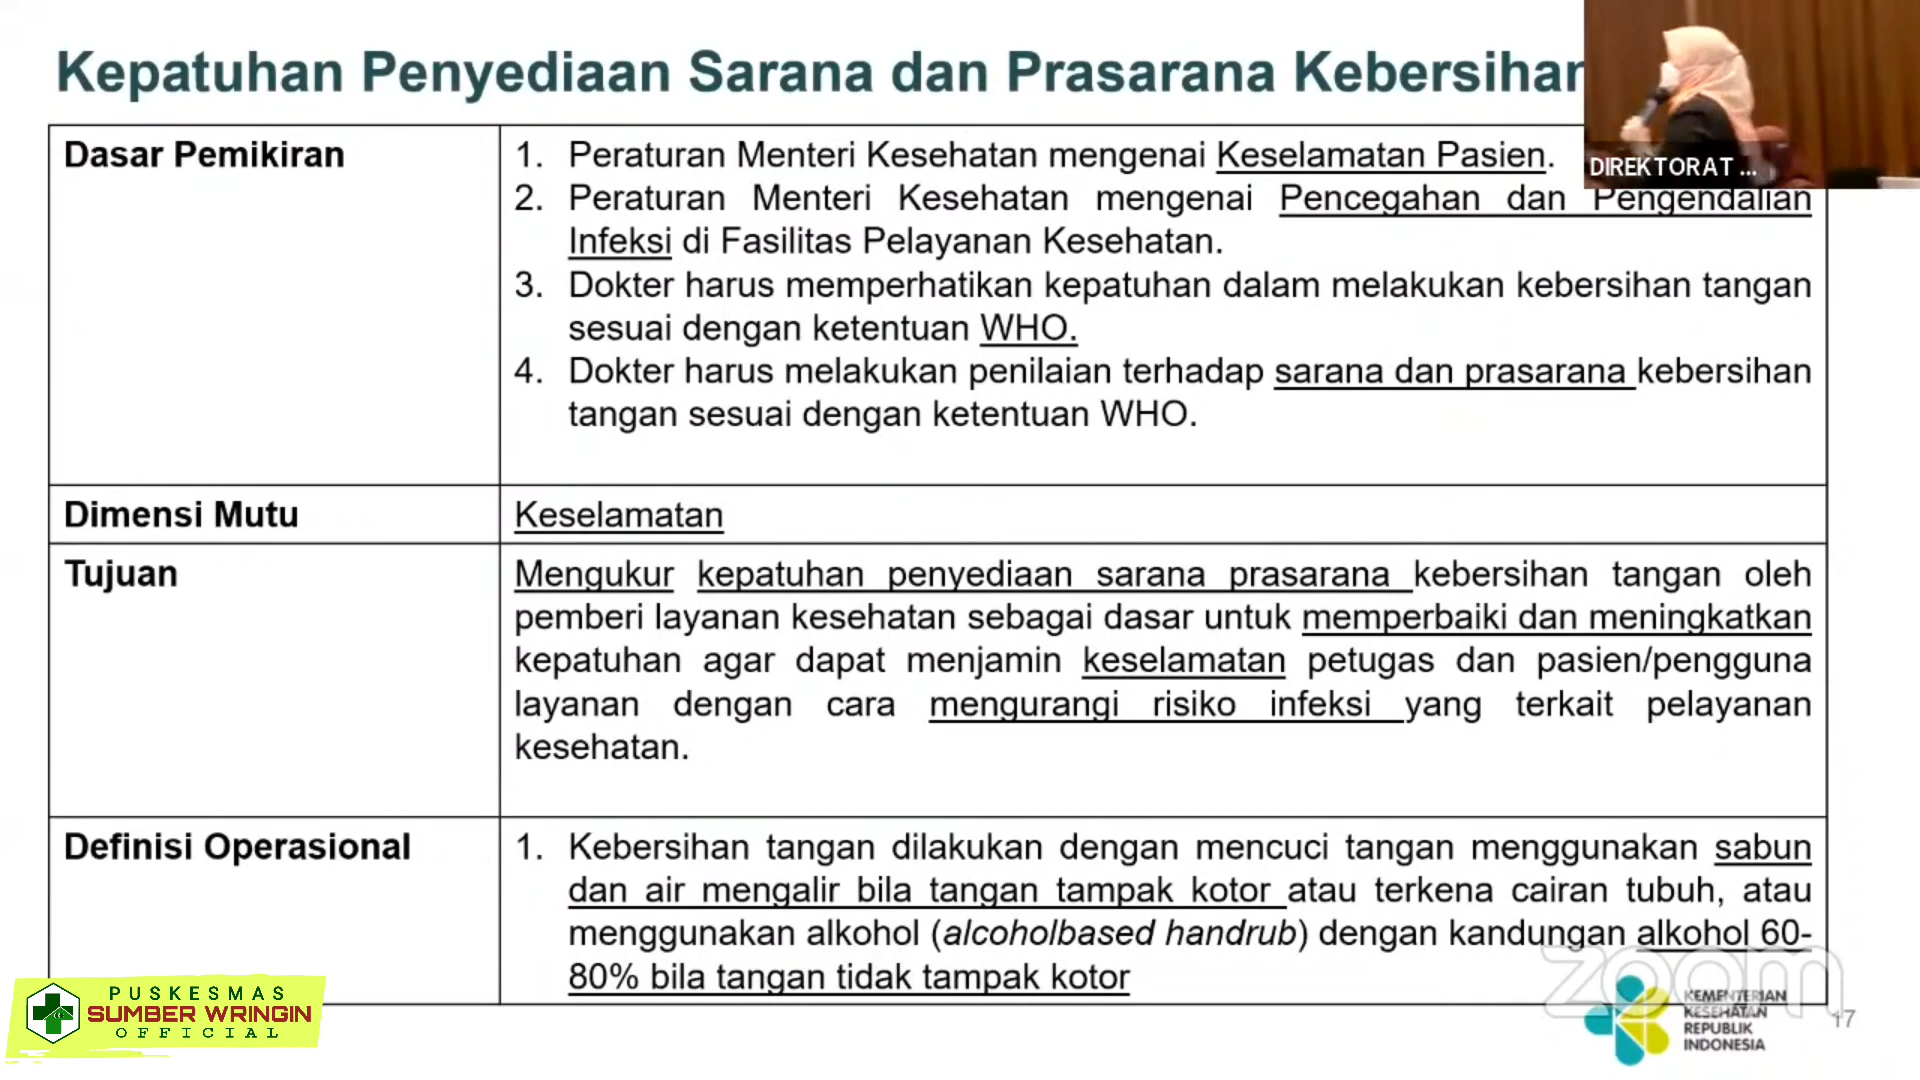 Kepatuhan Penyediaan Sarana dan Prasarana Kebersihan
DIREKTORAT ...
Dasar Pemikiran
1. Peraturan Menteri Kesehatan mengenai Keselamatan Pasien.
2. Peraturan Menteri Kesehatan mengenai Pencegahan dan Pengendalian
Infeksi di Fasilitas Pelayanan Kesehatan.
3. Dokter harus memperhatikan kepatuhan dalam melakukan kebersihan tangan
sesuai dengan ketentuan WHO.
4. Dokter harus melakukan penilaian terhadap sarana dan prasarana kebersihan
tangan sesuai dengan ketentuan WHO.
Dimensi Mutu
Keselamatan
Tujuan
Mengukur kepatuhan penyediaan sarana prasarana kebersihan tangan oleh
pemberi layanan kesehatan sebagai dasar untuk memperbaiki dan meningkatkan
kepatuhan agar dapat menjamin keselamatan petugas dan pasien/pengguna
layanan dengan cara mengurangi risiko infeksi yang terkait pelayanan
kesehatan.
Definisi Operasional
1. Kebersihan tangan dilakukan dengan mencuci tangan menggunakan sabun
dan air mengalir bila tangan tampak kotor atau terkena cairan tubuh, atau
menggunakan alkohol (alcoholbased handrub) dengan kandungan alkohol 60-
80% bila tangan tidak tampak kotor
zoom
PUSKESMAS
SUMBER WRINGIN
OFFICIAL
KEMENTERIAN
KESEHATAN
REPUBLIK
INDONESIA
17